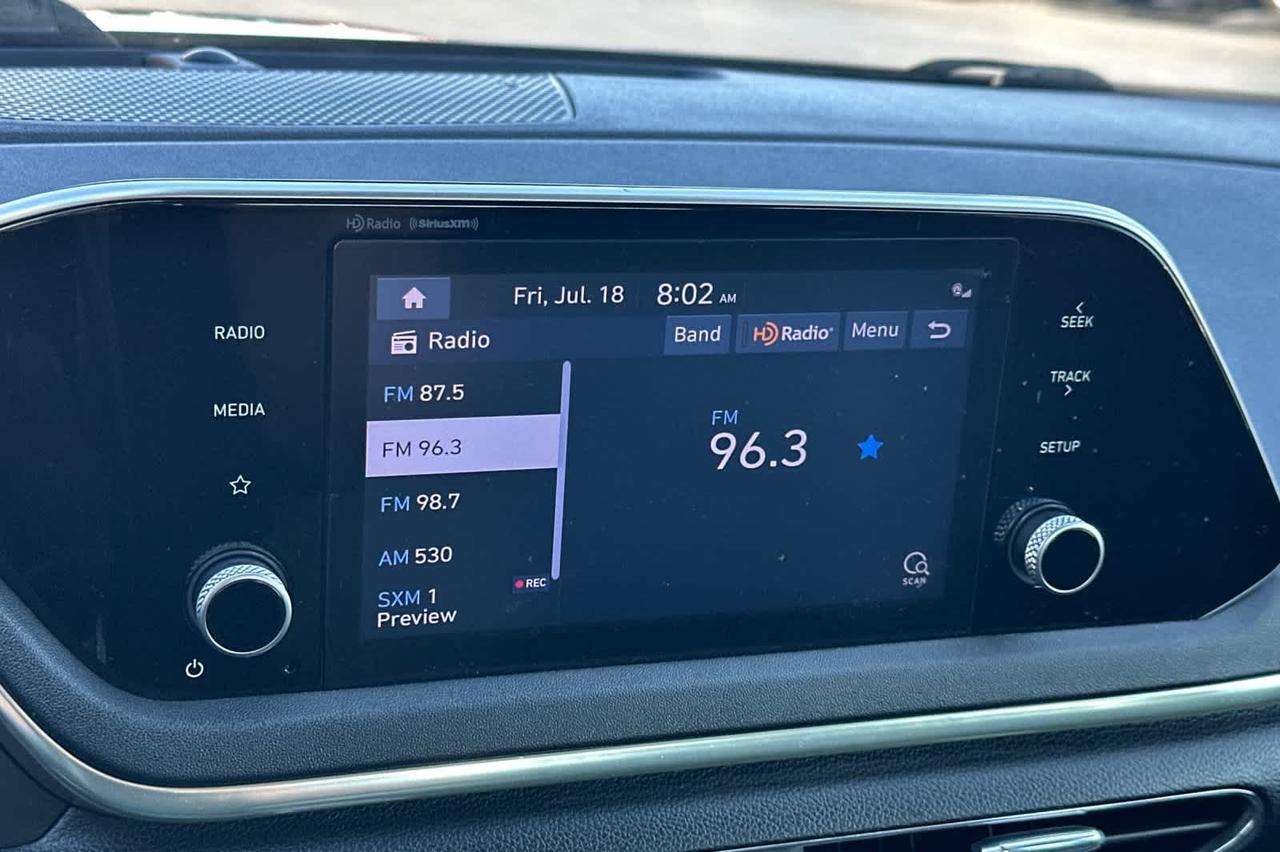 HD Radio ((SiriusXM))
Fri, Jul. 18 8:02 AM
Radio Band HD Radio Menu
FM 87.5
FM 96.3
FM 98.7
AM 530
SXM 1
Preview
REC
FM
96.3
SCAN
RADIO
MEDIA
SEEK
TRACK
SETUP